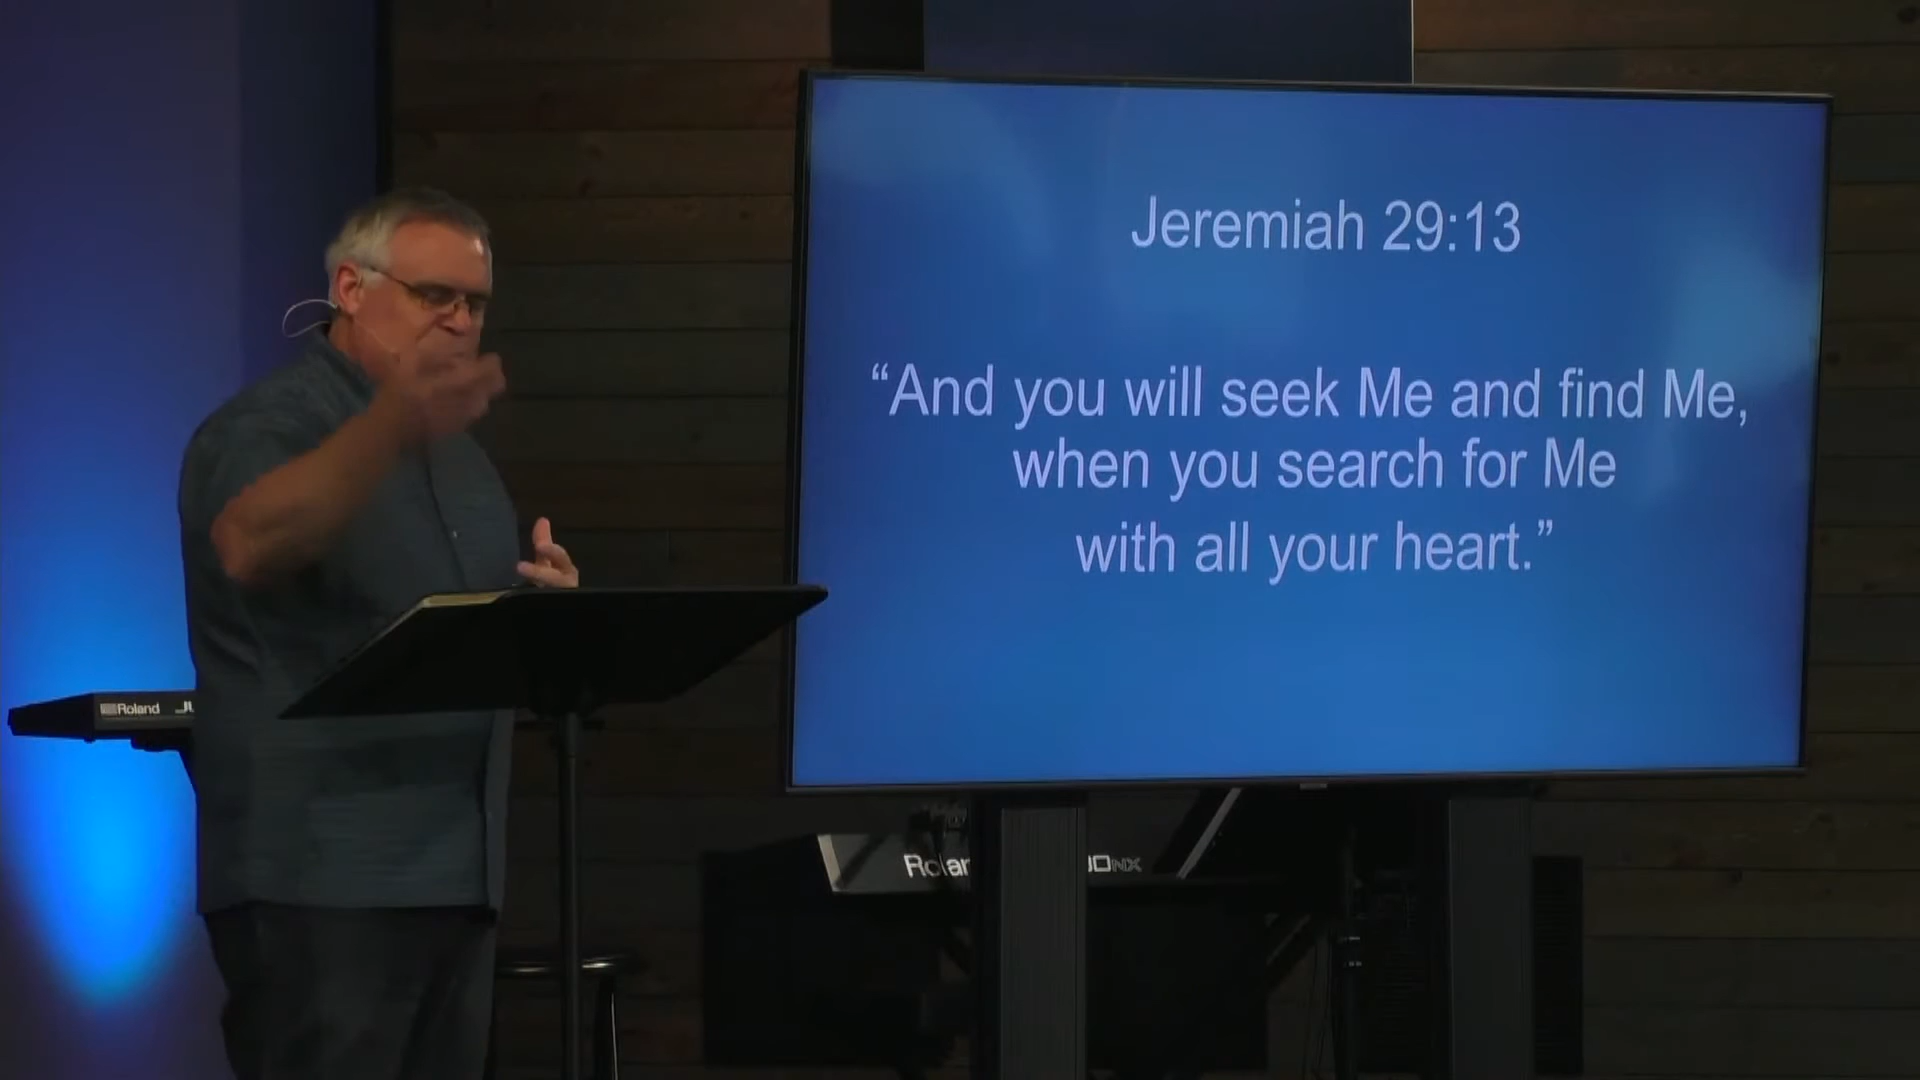 Jeremiah 29:13
“And you will seek Me and find Me,
when you search for Me
with all your heart.”
Roland